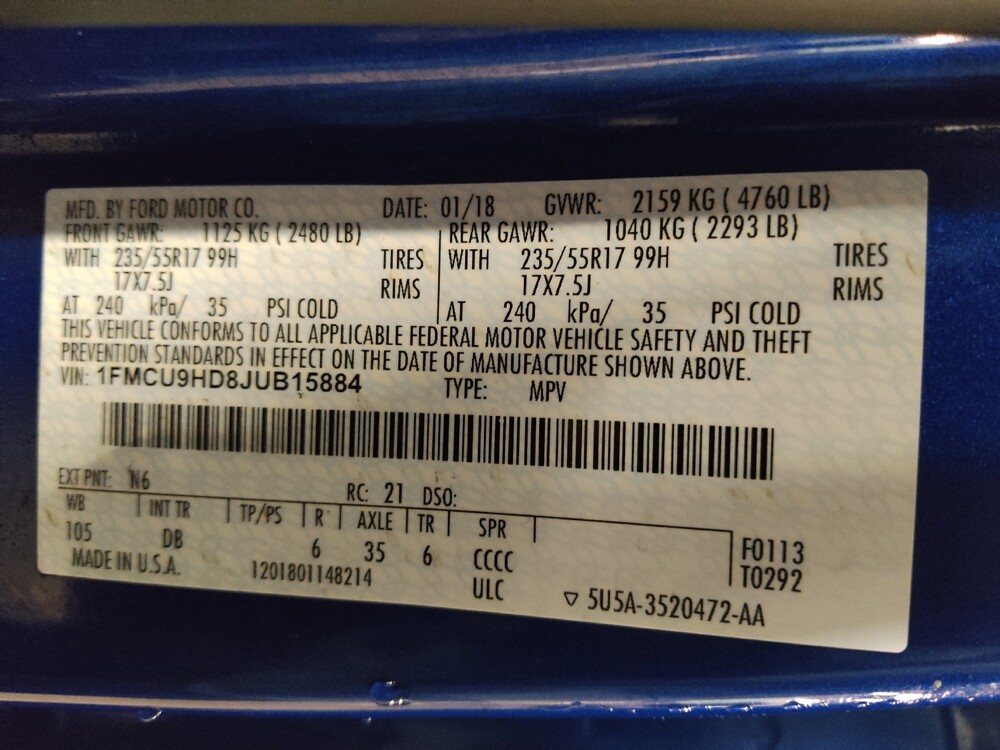 MFD. BY FORD MOTOR CO. DATE: 01/18 GVWR: 2159 KG ( 4760 LB)
FRONT GAWR: 1125 KG ( 2480 LB) REAR GAWR: 1040 KG ( 2293 LB)
WITH 235/55R17 99H TIRES WITH 235/55R17 99H TIRES
17X7.5J RIMS 17X7.5J RIMS
AT 240 kPa/ 35 PSI COLD AT 240 kPa/ 35 PSI COLD
THIS VEHICLE CONFORMS TO ALL APPLICABLE FEDERAL MOTOR VEHICLE SAFETY AND THEFT
PREVENTION STANDARDS IN EFFECT ON THE DATE OF MANUFACTURE SHOWN ABOVE.
VIN: 1FMCU9HD8JUB15884 TYPE: MPV
EXT PNT: N6 RC: 21 DSO:
WB INT TR TP/PS R AXLE TR SPR
105 DB 6 35 6 CCCC F0113
MADE IN U.S.A. 1201801148214 ULC T0292
▽ 5U5A-3520472-AA